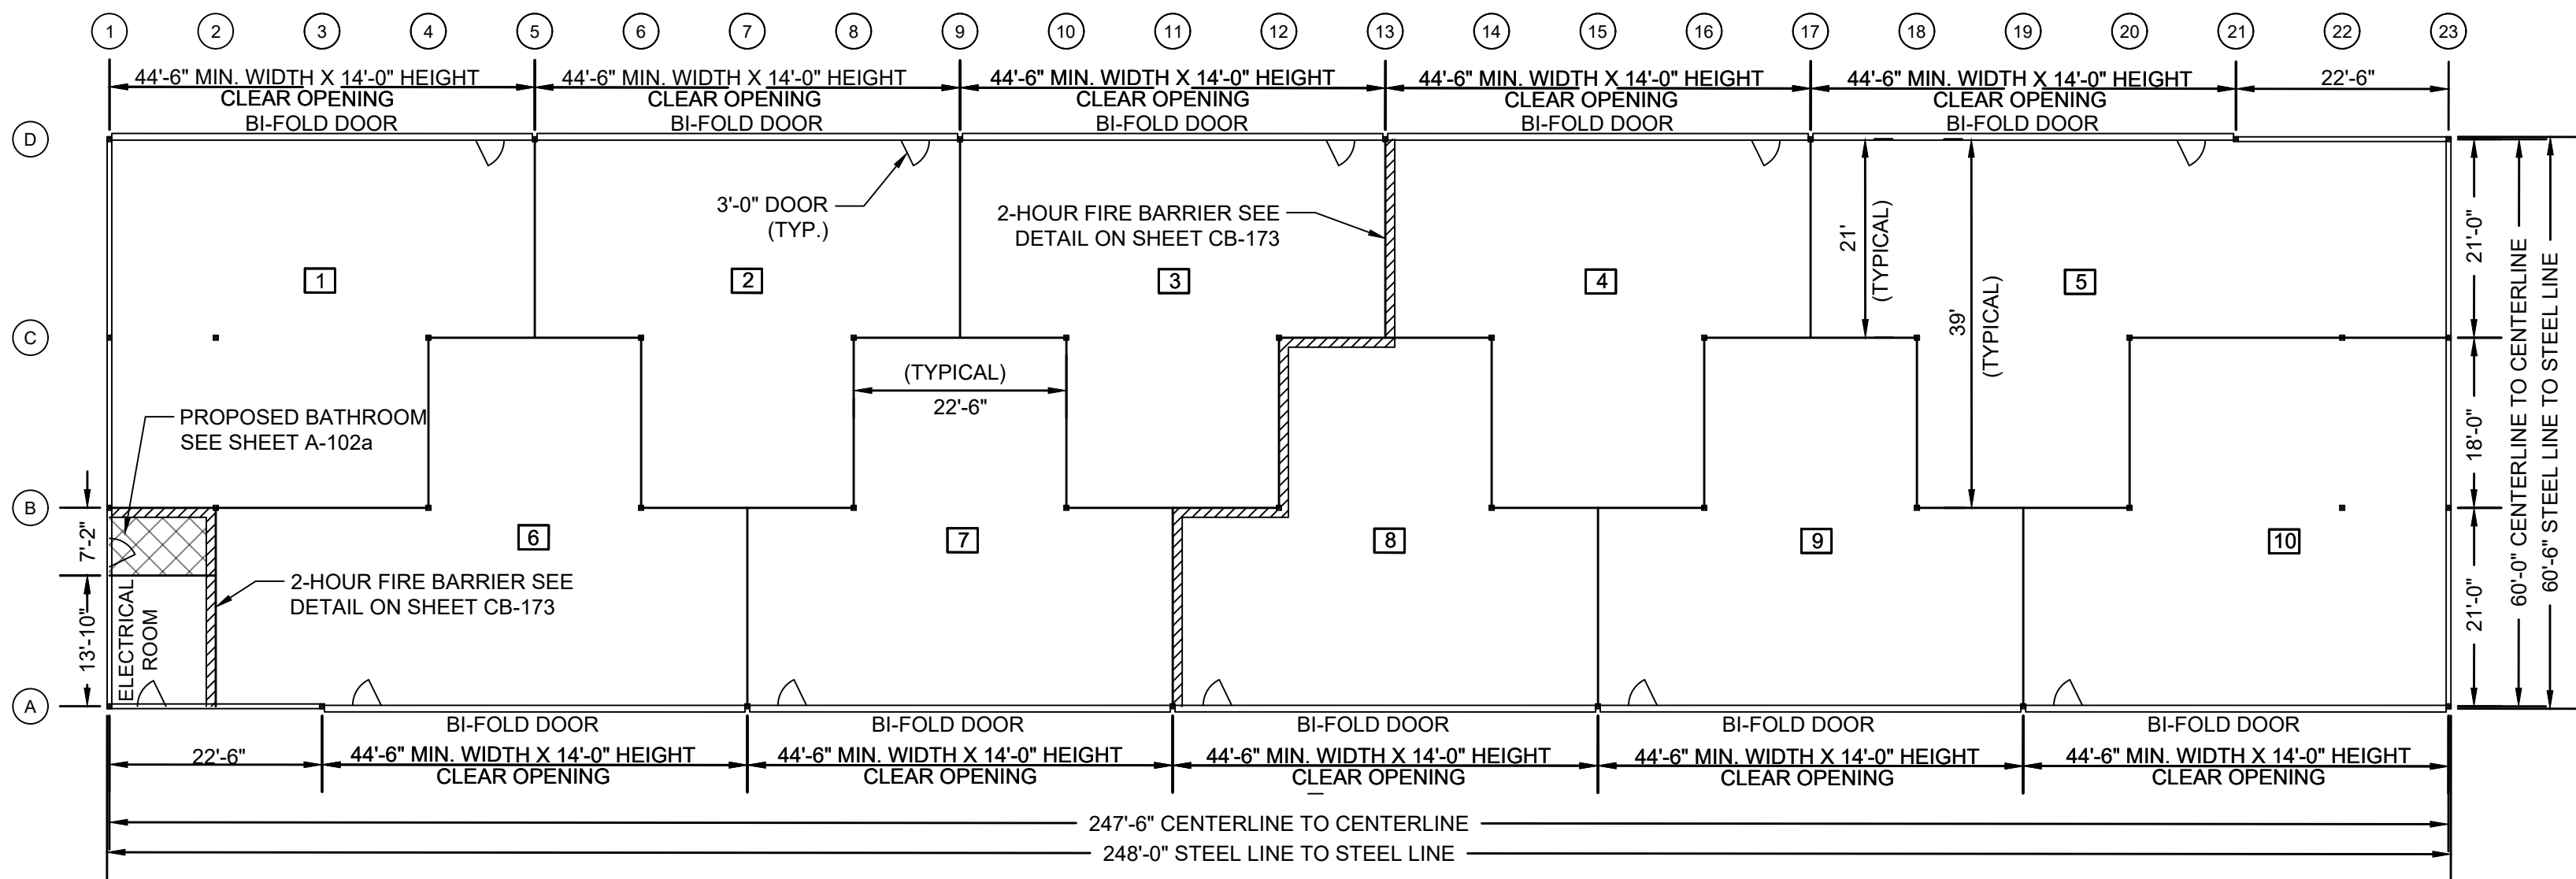 1 2 3 4 5 6 7 8 9 10 11 12 13 14 15 16 17 18 19 20 21 22 23
44'-6" MIN. WIDTH X 14'-0" HEIGHT
CLEAR OPENING
BI-FOLD DOOR
44'-6" MIN. WIDTH X 14'-0" HEIGHT
CLEAR OPENING
BI-FOLD DOOR
44'-6" MIN. WIDTH X 14'-0" HEIGHT
CLEAR OPENING
BI-FOLD DOOR
44'-6" MIN. WIDTH X 14'-0" HEIGHT
CLEAR OPENING
BI-FOLD DOOR
44'-6" MIN. WIDTH X 14'-0" HEIGHT
CLEAR OPENING
BI-FOLD DOOR
22'-6"
D
3'-0" DOOR
(TYP.)
2-HOUR FIRE BARRIER SEE
DETAIL ON SHEET CB-173
21'
(TYPICAL)
39'
(TYPICAL)
21'-0"
1
2
3
4
5
C
(TYPICAL)
22'-6"
PROPOSED BATHROOM
SEE SHEET A-102a
18'-0"
60'-0" CENTERLINE TO CENTERLINE
60'-6" STEEL LINE TO STEEL LINE
B
7'-2"
6
7
8
9
10
2-HOUR FIRE BARRIER SEE
DETAIL ON SHEET CB-173
13'-10"
ELECTRICAL
ROOM
21'-0"
A
22'-6"
BI-FOLD DOOR
44'-6" MIN. WIDTH X 14'-0" HEIGHT
CLEAR OPENING
BI-FOLD DOOR
44'-6" MIN. WIDTH X 14'-0" HEIGHT
CLEAR OPENING
BI-FOLD DOOR
44'-6" MIN. WIDTH X 14'-0" HEIGHT
CLEAR OPENING
BI-FOLD DOOR
44'-6" MIN. WIDTH X 14'-0" HEIGHT
CLEAR OPENING
BI-FOLD DOOR
44'-6" MIN. WIDTH X 14'-0" HEIGHT
CLEAR OPENING
247'-6" CENTERLINE TO CENTERLINE
248'-0" STEEL LINE TO STEEL LINE